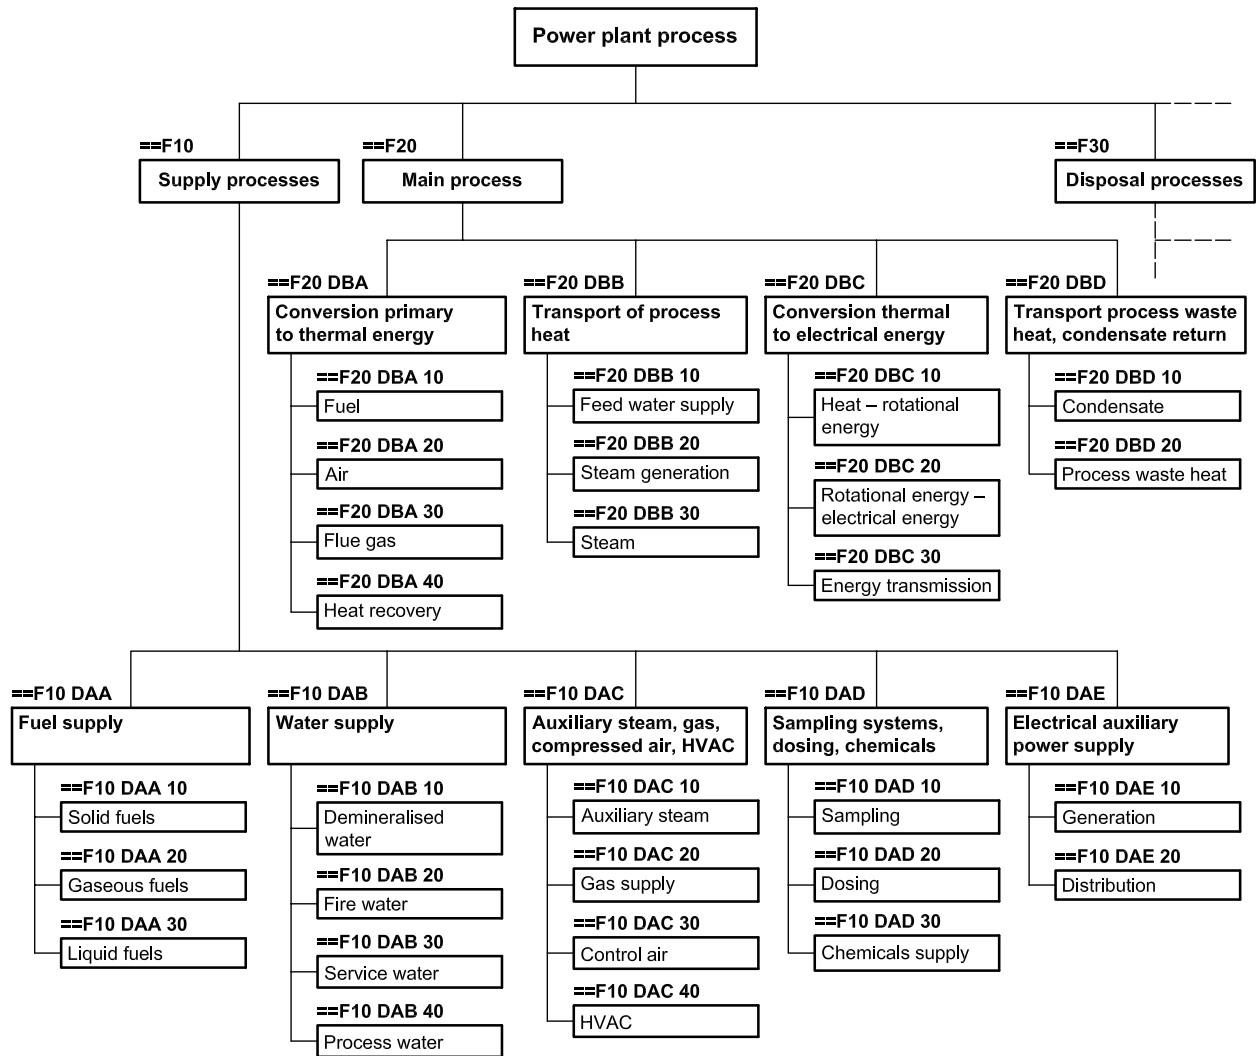 Power plant process
==F10
Supply processes
==F20
Main process
==F30
Disposal processes
==F20 DBA
Conversion primary
to thermal energy
==F20 DBA 10
Fuel
==F20 DBA 20
Air
==F20 DBA 30
Flue gas
==F20 DBA 40
Heat recovery
==F20 DBB
Transport of process
heat
==F20 DBB 10
Feed water supply
==F20 DBB 20
Steam generation
==F20 DBB 30
Steam
==F20 DBC
Conversion thermal
to electrical energy
==F20 DBC 10
Heat – rotational
energy
==F20 DBC 20
Rotational energy –
electrical energy
==F20 DBC 30
Energy transmission
==F20 DBD
Transport process waste
heat, condensate return
==F20 DBD 10
Condensate
==F20 DBD 20
Process waste heat
==F10 DAA
Fuel supply
==F10 DAA 10
Solid fuels
==F10 DAA 20
Gaseous fuels
==F10 DAA 30
Liquid fuels
==F10 DAB
Water supply
==F10 DAB 10
Demineralised
water
==F10 DAB 20
Fire water
==F10 DAB 30
Service water
==F10 DAB 40
Process water
==F10 DAC
Auxiliary steam, gas,
compressed air, HVAC
==F10 DAC 10
Auxiliary steam
==F10 DAC 20
Gas supply
==F10 DAC 30
Control air
==F10 DAC 40
HVAC
==F10 DAD
Sampling systems,
dosing, chemicals
==F10 DAD 10
Sampling
==F10 DAD 20
Dosing
==F10 DAD 30
Chemicals supply
==F10 DAE
Electrical auxiliary
power supply
==F10 DAE 10
Generation
==F10 DAE 20
Distribution